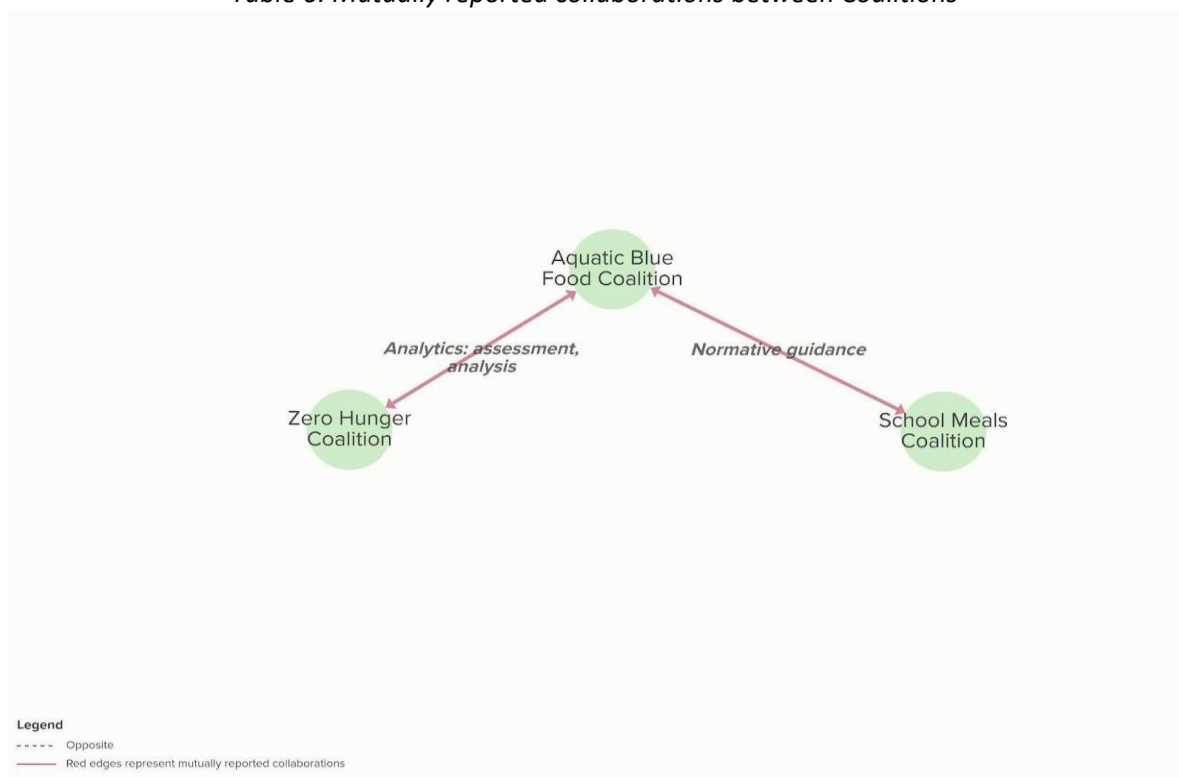 Table 6. Mutually reported collaborations between Coalitions
Aquatic Blue
Food Coalition
Analytics: assessment,
analysis
Normative guidance
Zero Hunger
Coalition
School Meals
Coalition
Legend
Opposite
Red edges represent mutually reported collaborations